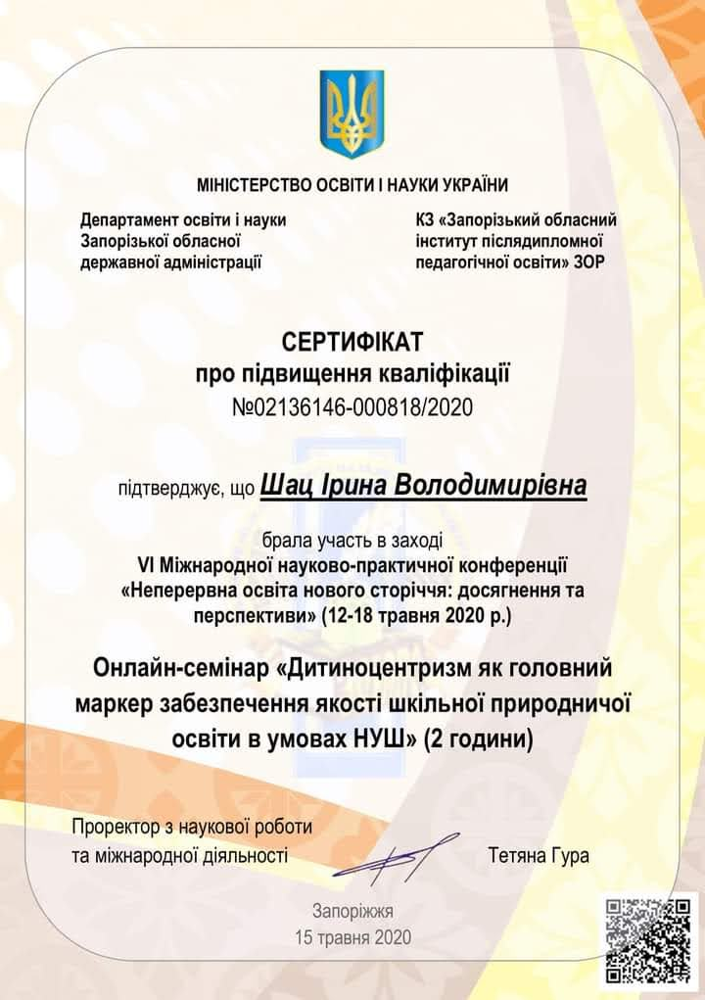 МІНІСТЕРСТВО ОСВІТИ І НАУКИ УКРАЇНИ
Департамент освіти і науки
Запорізької обласної
державної адміністрації
КЗ «Запорізький обласний
інститут післядипломної
педагогічної освіти» ЗОР
СЕРТИФІКАТ
про підвищення кваліфікації
№02136146-000818/2020
підтверджує, що Шац Ірина Володимирівна
брала участь в заході
VI Міжнародної науково-практичної конференції
«Неперервна освіта нового сторіччя: досягнення та
перспективи» (12-18 травня 2020 р.)
Онлайн-семінар «Дитиноцентризм як головний
маркер забезпечення якості шкільної природничої
освіти в умовах НУШ» (2 години)
Проректор з наукової роботи
та міжнародної діяльності
Тетяна Гура
Запоріжжя
15 травня 2020